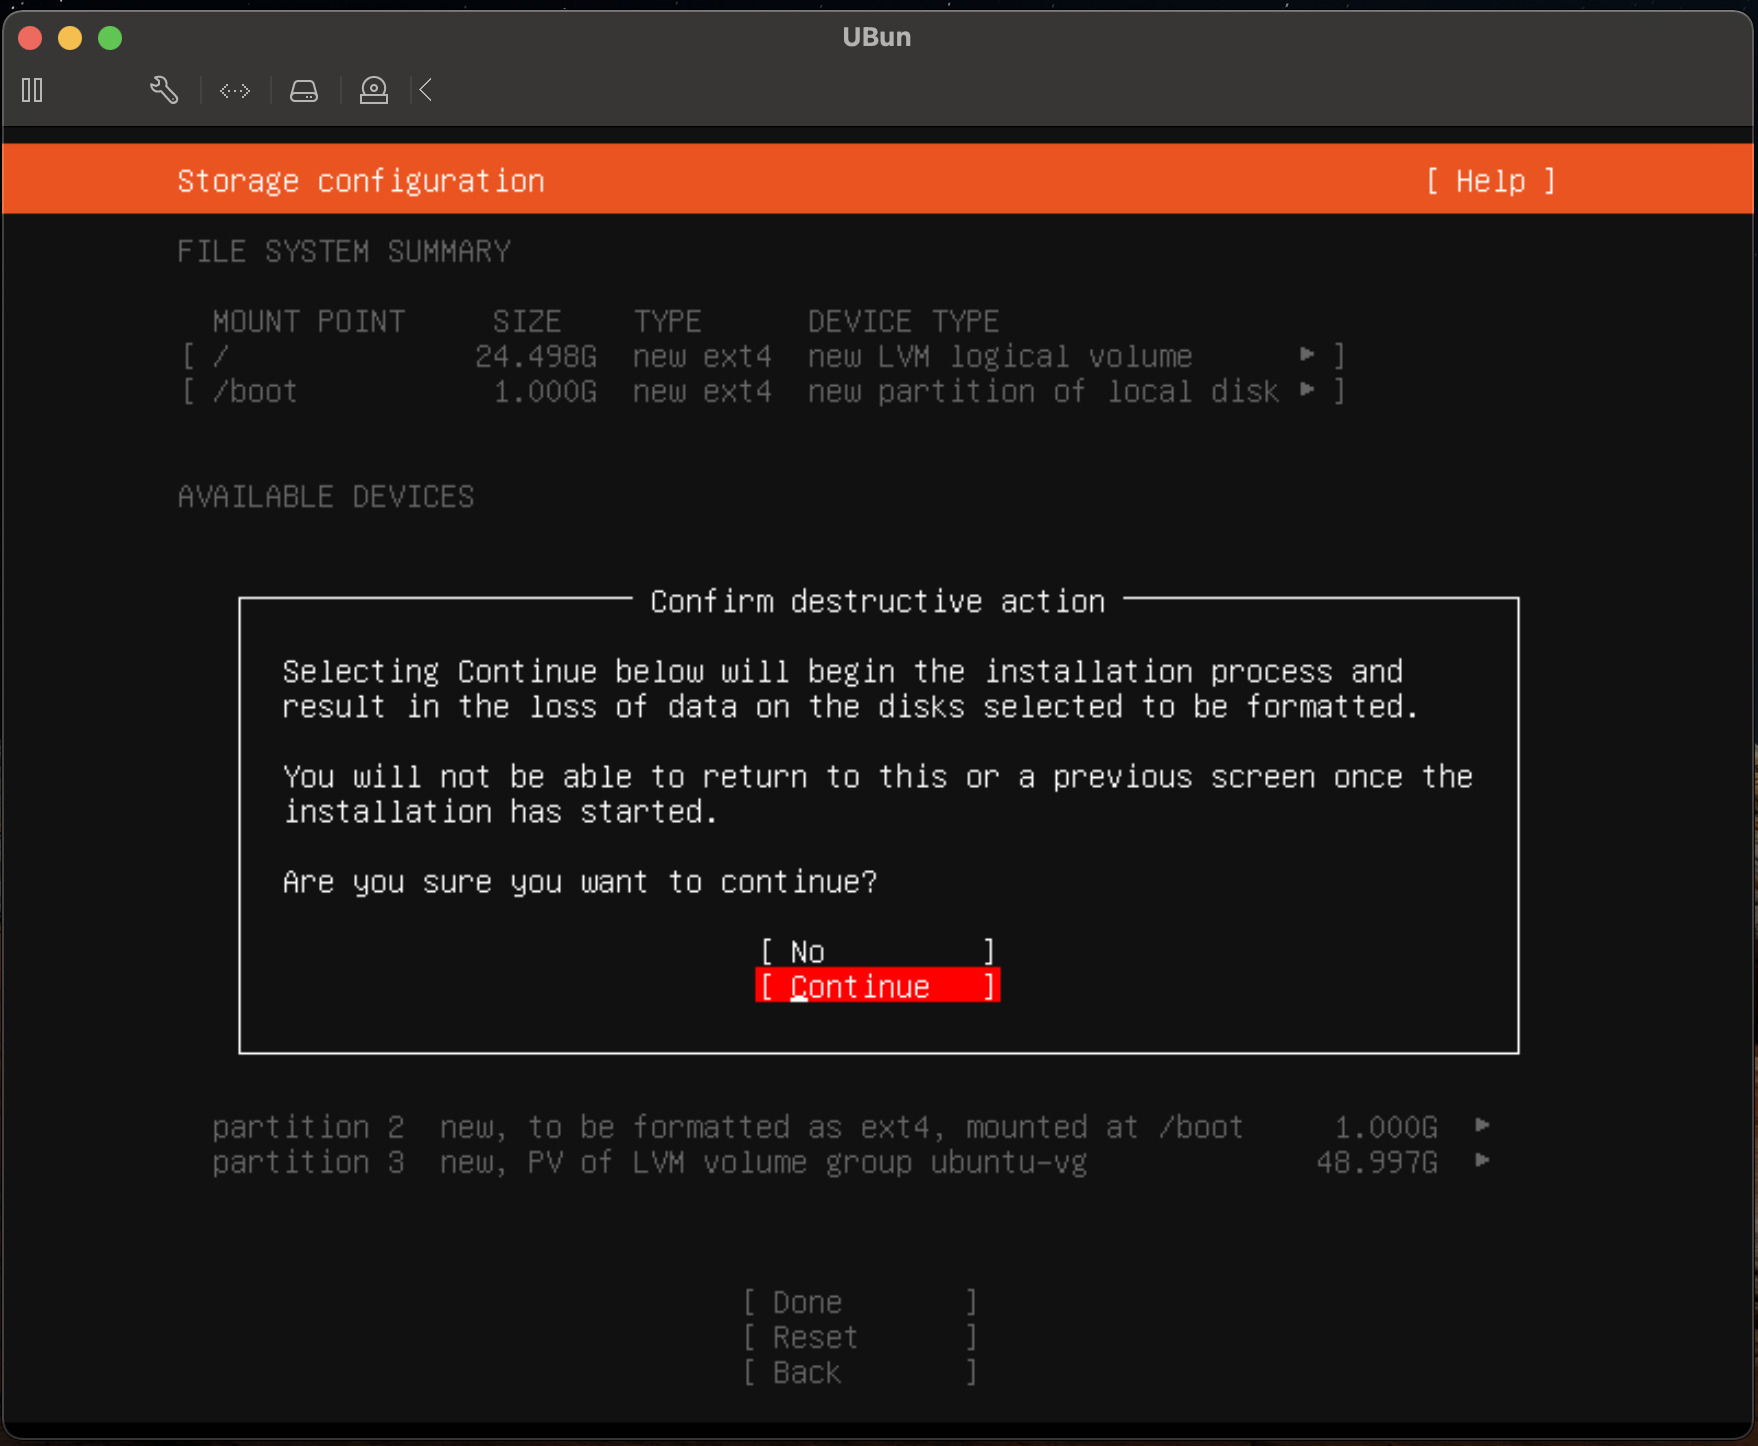 UBun
Storage configuration [ Help ]
FILE SYSTEM SUMMARY
MOUNT POINT SIZE TYPE DEVICE TYPE
[ / 24.498G new ext4 new LVM logical volume ▸ ]
[ /boot 1.000G new ext4 new partition of local disk ▸ ]
AVAILABLE DEVICES
Confirm destructive action
Selecting Continue below will begin the installation process and
result in the loss of data on the disks selected to be formatted.
You will not be able to return to this or a previous screen once the
installation has started.
Are you sure you want to continue?
[ No ]
[ Continue ]
partition 2 new, to be formatted as ext4, mounted at /boot 1.000G ▸
partition 3 new, PV of LVM volume group ubuntu-vg 48.997G ▸
[ Done ]
[ Reset ]
[ Back ]